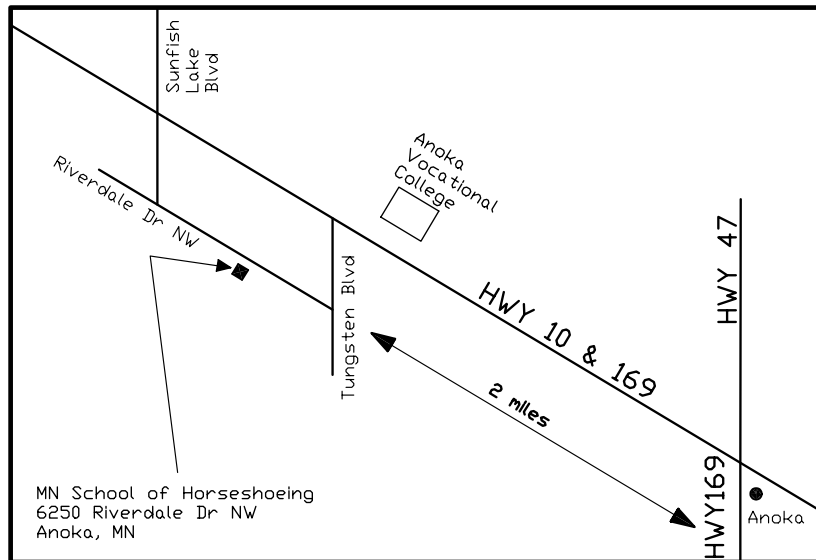 Sunfish
Lake
Blvd
Anoka
Vocational
College
Riverdale Dr NW
HWY 47
Tungsten Blvd
HWY 10 & 169
2 miles
MN School of Horseshoeing
6250 Riverdale Dr NW
Anoka, MN
HWY169
Anoka